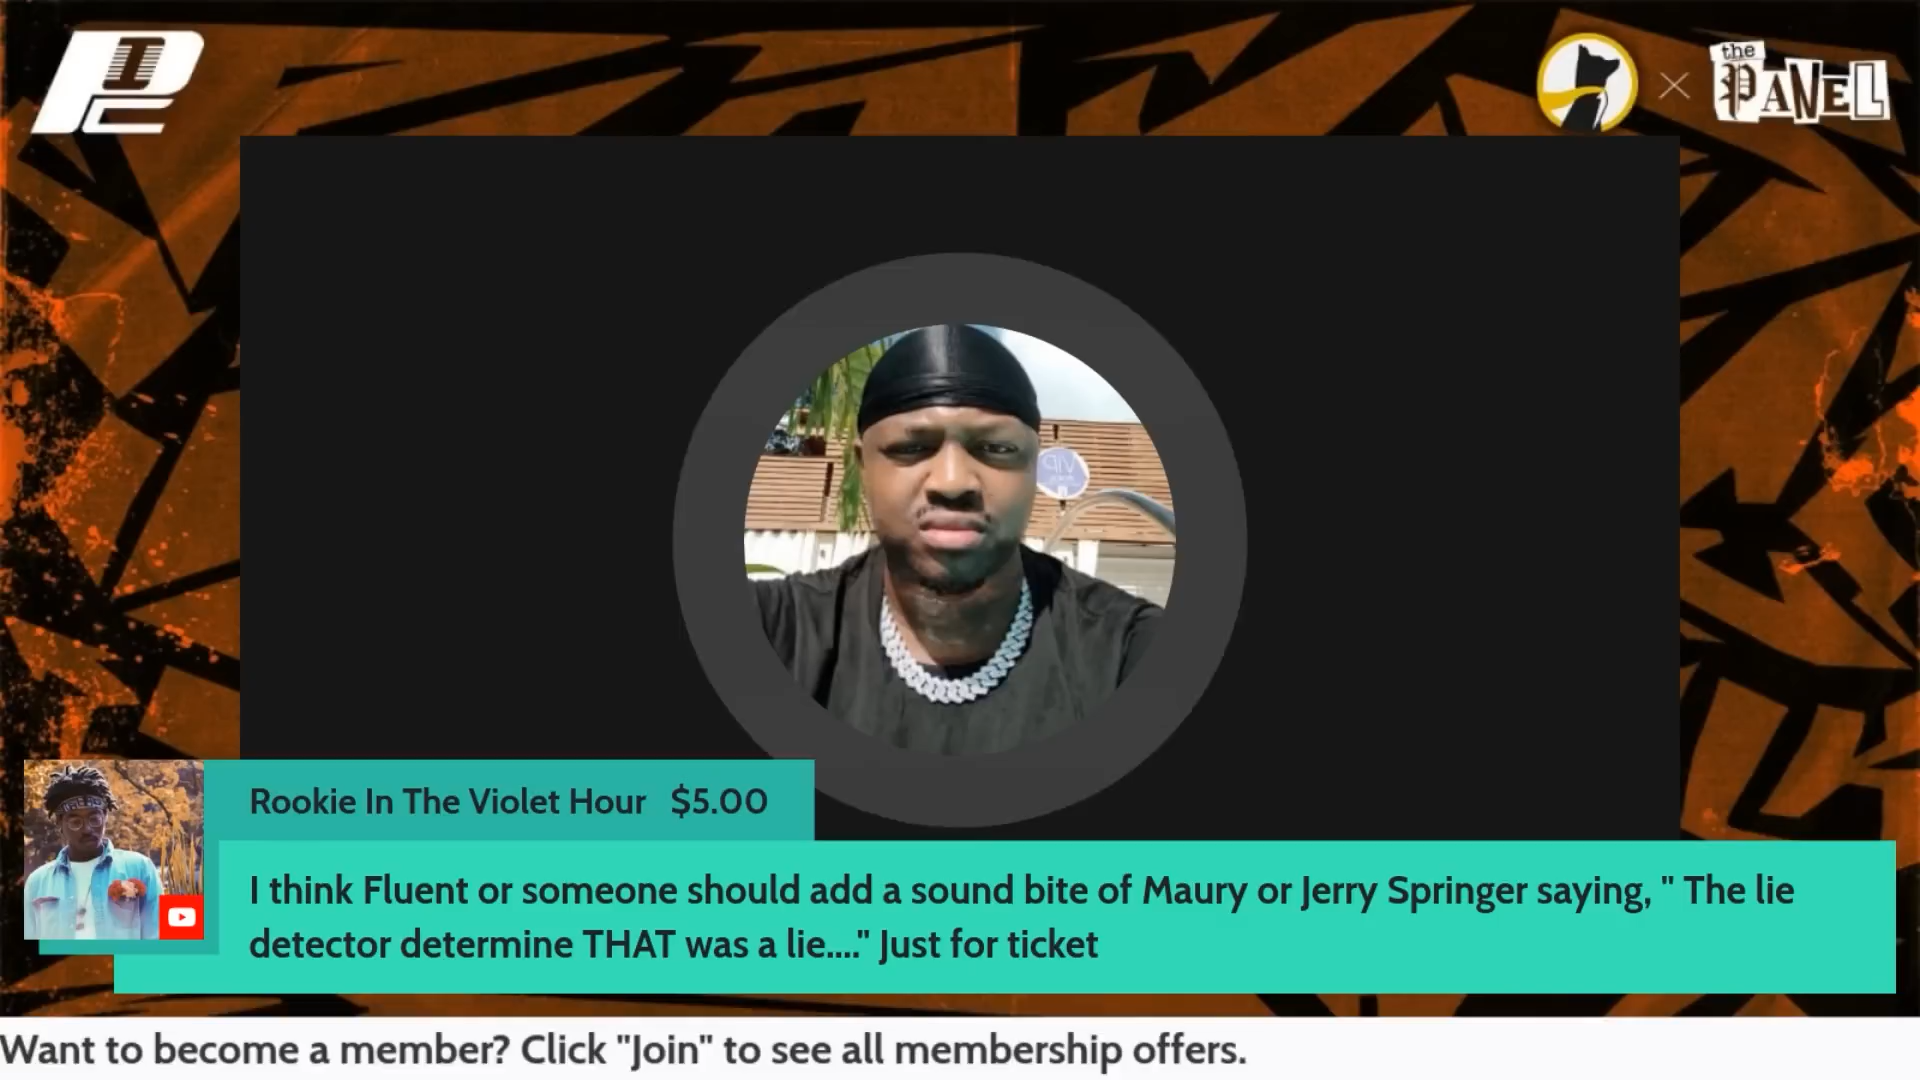 PIC
the
PANEL
VIP
Rookie In The Violet Hour $5.00
I think Fluent or someone should add a sound bite of Maury or Jerry Springer saying, " The lie
detector determine THAT was a lie...." Just for ticket
Want to become a member? Click "Join" to see all membership offers.